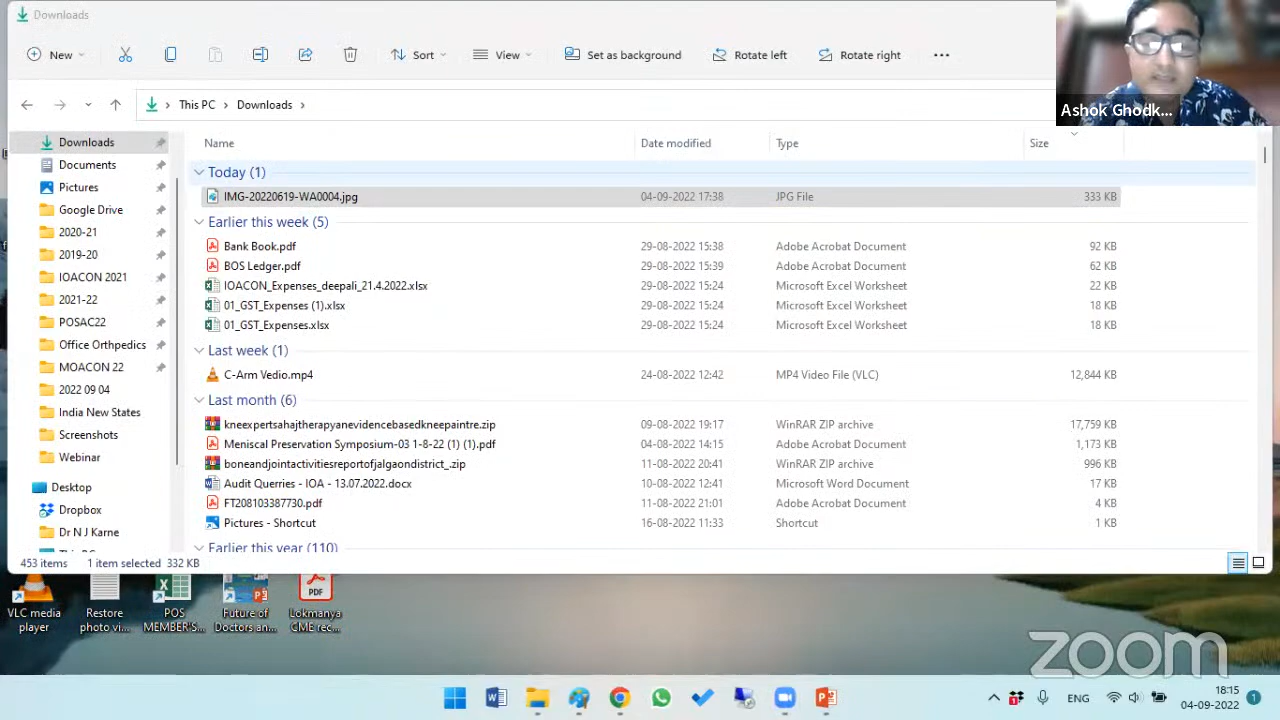 Downloads
New
Sort
View
Set as background
Rotate left
Rotate right
This PC
Downloads
Ashok Ghodk...
Downloads
Documents
Pictures
Google Drive
2020-21
2019-20
IOACON 2021
2021-22
POSAC22
Office Orthpedics
MOACON 22
2022 09 04
India New States
Screenshots
Webinar
Desktop
Dropbox
Dr N J Karne
Name Date modified Type Size
Today (1)
IMG-20220619-WA0004.jpg 04-09-2022 17:38 JPG File 333 KB
Earlier this week (5)
Bank Book.pdf 29-08-2022 15:38 Adobe Acrobat Document 92 KB
BOS Ledger.pdf 29-08-2022 15:39 Adobe Acrobat Document 62 KB
IOACON_Expenses_deepali_21.4.2022.xlsx 29-08-2022 15:24 Microsoft Excel Worksheet 22 KB
01_GST_Expenses (1).xlsx 29-08-2022 15:24 Microsoft Excel Worksheet 18 KB
01_GST_Expenses.xlsx 29-08-2022 15:24 Microsoft Excel Worksheet 18 KB
Last week (1)
C-Arm Vedio.mp4 24-08-2022 12:42 MP4 Video File (VLC) 12,844 KB
Last month (6)
kneexpertsahajtherapyanevidencebasedkneepaintre.zip 09-08-2022 19:17 WinRAR ZIP archive 17,759 KB
Meniscal Preservation Symposium-03 1-8-22 (1) (1).pdf 04-08-2022 14:15 Adobe Acrobat Document 1,173 KB
boneandjointactivitiesreportofjalgaondistrict_.zip 11-08-2022 20:41 WinRAR ZIP archive 996 KB
Audit Querries - IOA - 13.07.2022.docx 10-08-2022 12:41 Microsoft Word Document 17 KB
FT208103387730.pdf 11-08-2022 21:01 Adobe Acrobat Document 4 KB
Pictures - Shortcut 16-08-2022 11:33 Shortcut 1 KB
Earlier this year (110)
453 items 1 item selected 332 KB
VLC media
player
Restore
photo vi...
POS
MEMBER'S...
Future of
Doctors an...
PDF
Lokmanya
CME rec...
zoom
ENG
18:15
04-09-2022
1